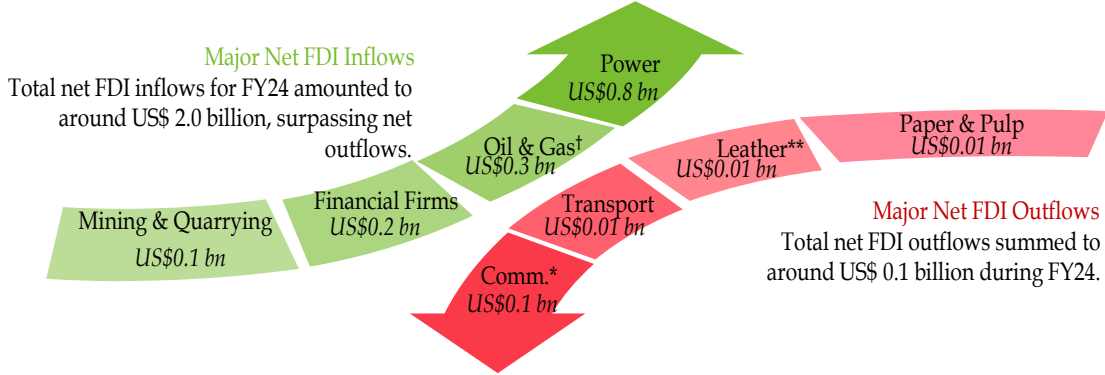 Major Net FDI Inflows
Total net FDI inflows for FY24 amounted to
around US$ 2.0 billion, surpassing net
outflows.
Power
US$0.8 bn
Oil & Gas†
US$0.3 bn
Financial Firms
US$0.2 bn
Mining & Quarrying
US$0.1 bn
Paper & Pulp
US$0.01 bn
Leather**
US$0.01 bn
Transport
US$0.01 bn
Comm.*
US$0.1 bn
Major Net FDI Outflows
Total net FDI outflows summed to
around US$ 0.1 billion during FY24.